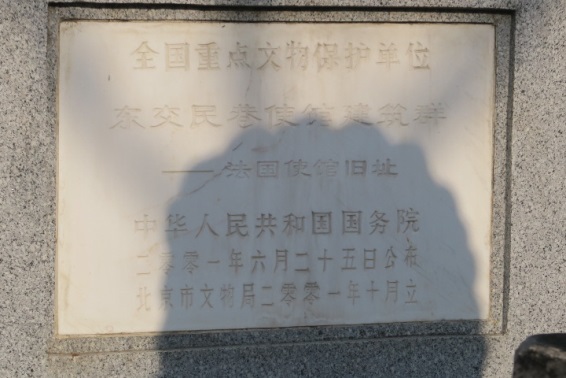 全国重点文物保护单位
东交民巷使馆建筑群
——法国使馆旧址
中华人民共和国国务院
二零零一年六月二十五日公布
北京市文物局二零零一年十月立